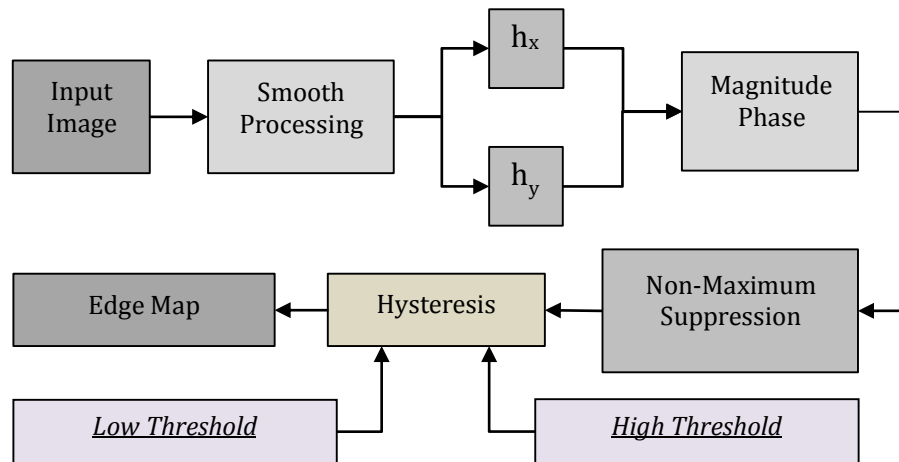 Input
Image
Smooth
Processing
hx
hy
Magnitude
Phase
Edge Map
Hysteresis
Non-Maximum
Suppression
Low Threshold
High Threshold